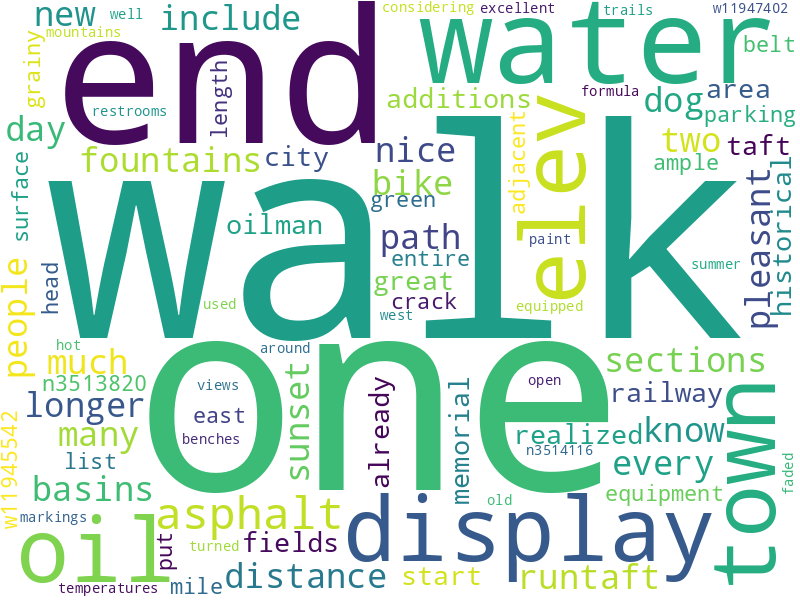 new
well
include
considering
excellent
trails
w11947402
mountains
grainy
end
water
belt
restrooms
length
additions
formula
dog
area
parking
day
fountains
city
nice
elev
adjacent
two
taft
ample
surface
bike
green
walk
pleasant
historical
oilman
path
paint
entire
head
great
crack
summer
people
used
west
equipped
hot
around
much
one
sections
n3513820
views
sunset
already
memorial
open
railway
town
longer
east
many
benches
realized
know
n3514116
w11945542
list
every
basins
asphalt
display
old
equipment
faded
markings
oil
put
turned
fields
temperatures
mile
distance
start
runtaft